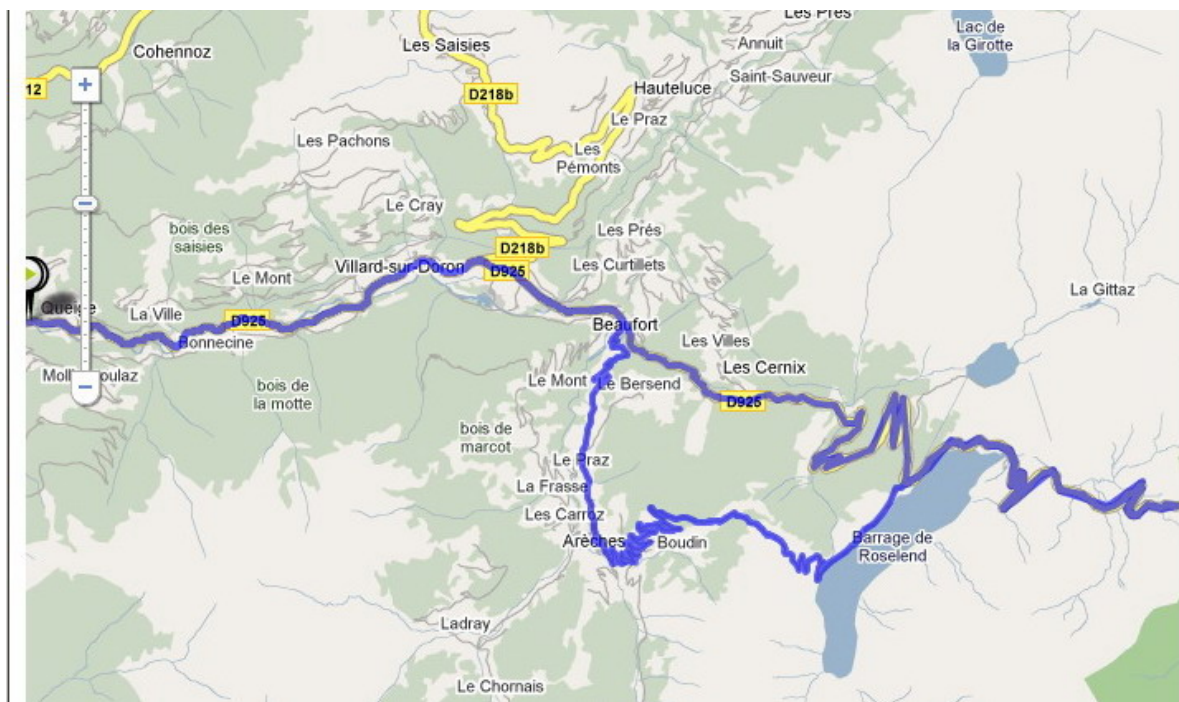 Les Prés
Lac de
la Girotte
Cohennoz
Les Saisies
Annuit
Saint-Sauveur
12
D218b
Hauteluce
Le Praz
Les Pachons
Les
Pémonts
Le Cray
bois des
saisies
Les Prés
D218b
Villard-sur-Doron
D925
Les Curtillets
Le Mont
La Gittaz
Queige
La Ville
D925
Bonnecine
Beaufort
Les Villes
Les Cernix
Le Mont
Le Bersend
bois de
la motte
D925
bois de
marcot
Le Praz
La Frasse
Les Carroz
Arèches
Boudin
Barrage de
Roselend
Ladray
Le Chornais